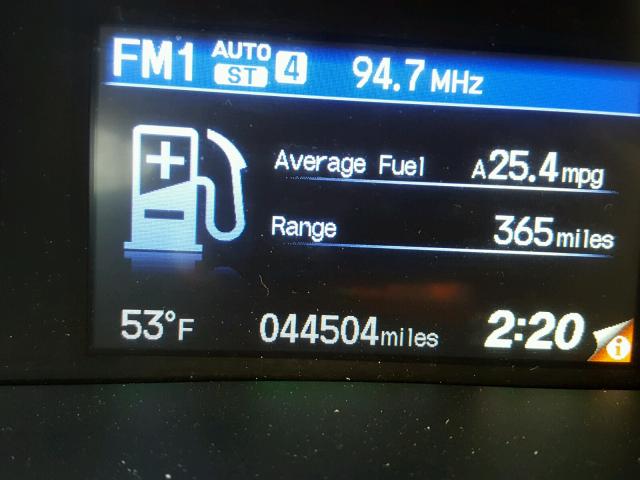 FM1 AUTO ST 4 94.7 MHz
Average Fuel A25.4 mpg
Range 365 miles
53°F 044504 miles 2:20 i